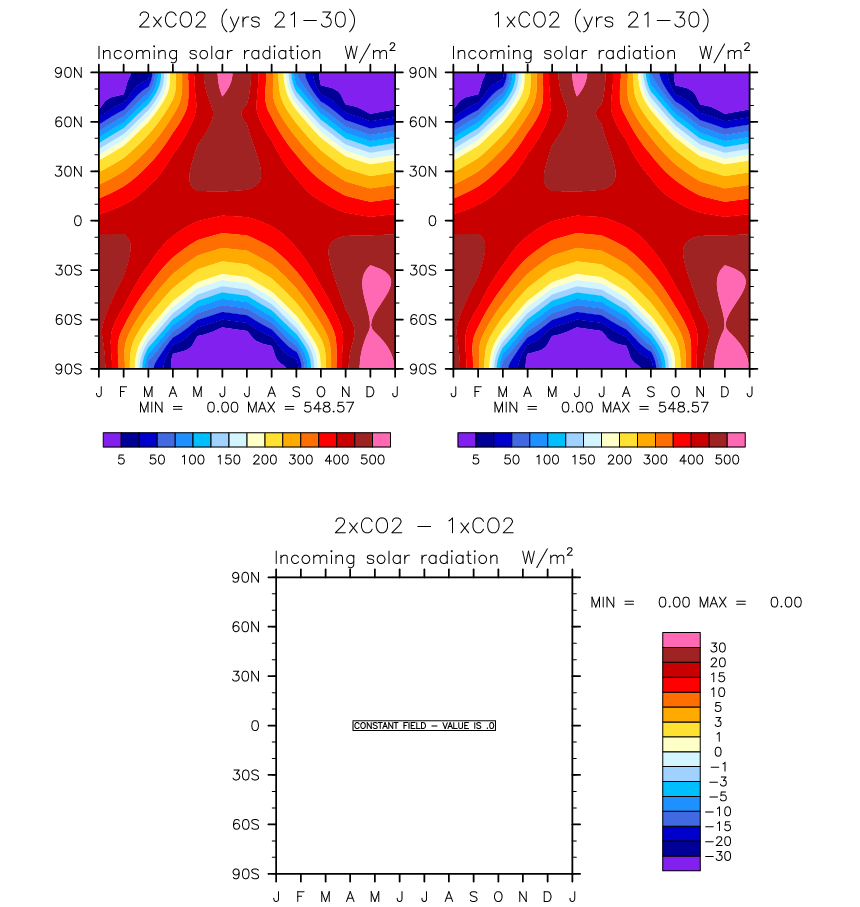 2xCO2 (yrs 21−30) 1xCO2 (yrs 21−30)
Incoming solar radiation W/m² Incoming solar radiation W/m²
90N 90N
60N 60N
30N 30N
0 0
30S 30S
60S 60S
90S 90S
J F M A M J J A S O N D J J F M A M J J A S O N D J
MIN = 0.00 MAX = 548.57 MIN = 0.00 MAX = 548.57
5 50 100 150 200 300 400 500 5 50 100 150 200 300 400 500
2xCO2 − 1xCO2
Incoming solar radiation W/m²
90N
MIN = 0.00 MAX = 0.00
60N
30
30N
20
15
10
5
3
0
CONSTANT FIELD − VALUE IS .0
1
0
−1
30S
−3
−5
−10
60S
−15
−20
−30
90S
J F M A M J J A S O N D J